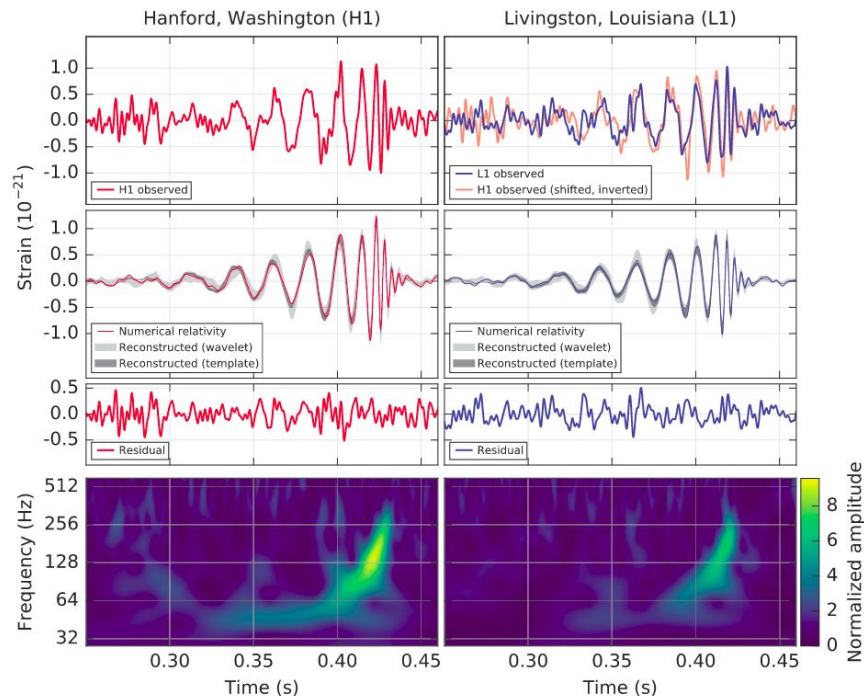 Hanford, Washington (H1)
Livingston, Louisiana (L1)
Strain (10⁻²¹)
1.0
0.5
0.0
-0.5
-1.0
H1 observed
L1 observed
H1 observed (shifted, inverted)
1.0
0.5
0.0
-0.5
-1.0
Numerical relativity
Reconstructed (wavelet)
Reconstructed (template)
Numerical relativity
Reconstructed (wavelet)
Reconstructed (template)
0.5
0.0
-0.5
Residual
Residual
Frequency (Hz)
512
256
128
64
32
8
6
4
2
0
Normalized amplitude
0.30
0.35
0.40
0.45
0.30
0.35
0.40
0.45
Time (s)
Time (s)